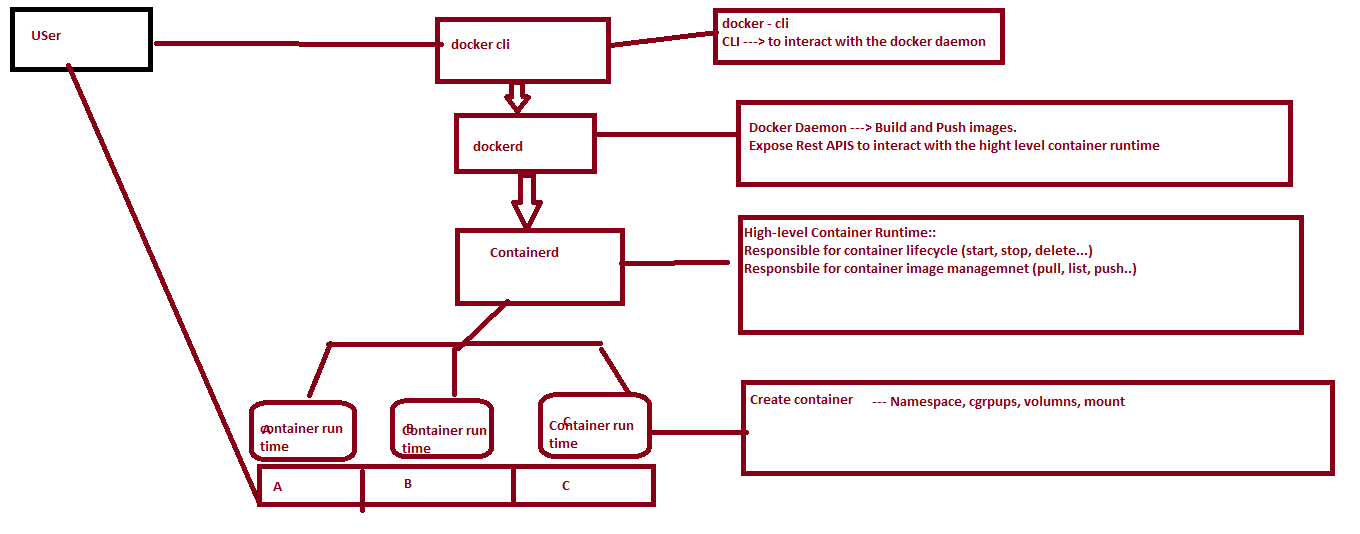 USer
docker cli
docker - cli
CLI ---> to interact with the docker daemon
dockerd
Docker Daemon ---> Build and Push images.
Expose Rest APIS to interact with the hight level container runtime
Containerd
High-level Container Runtime::
Responsible for container lifecycle (start, stop, delete...)
Responsbile for container image managemnet (pull, list, push..)
A
Container run
time
B
Container run
time
C
Container run
time
Create container --- Namespace, cgrpups, volumns, mount
A
B
C